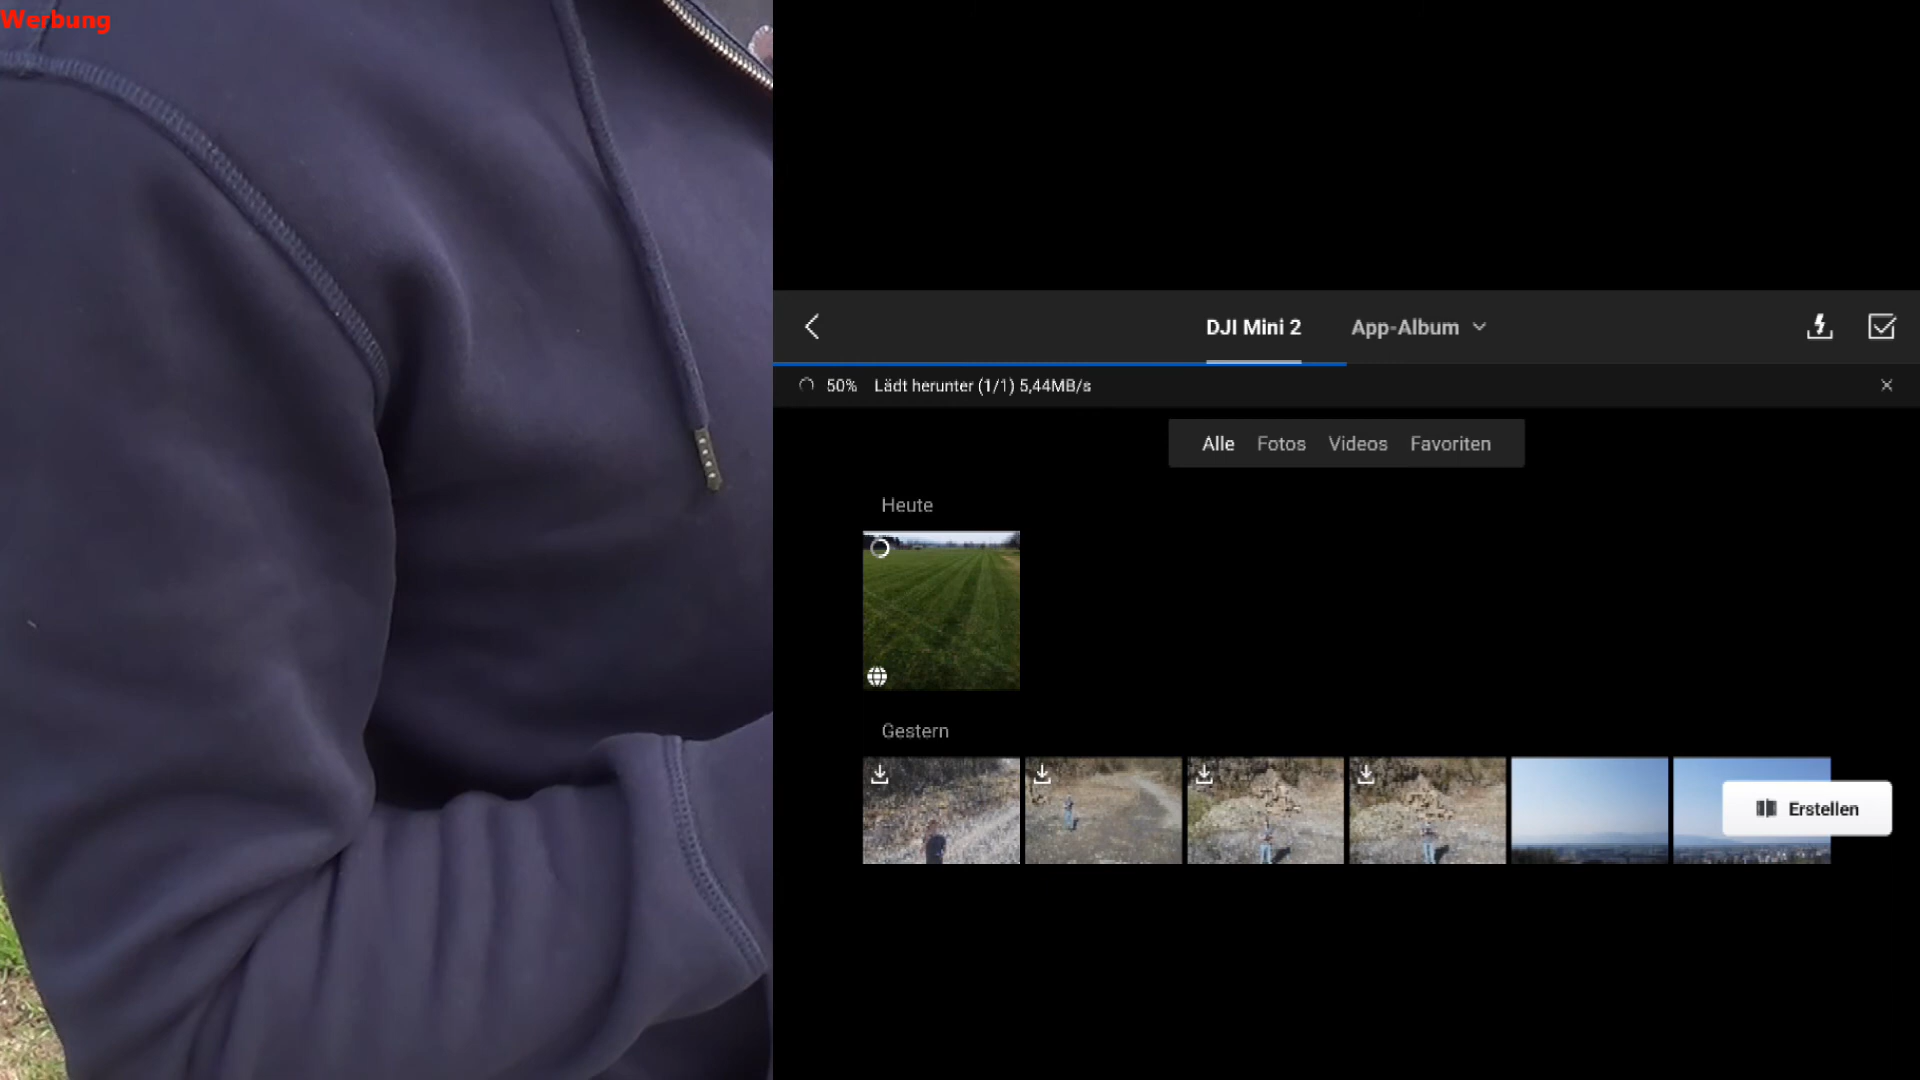 Werbung
DJI Mini 2 App-Album
50% Lädt herunter (1/1) 5,44MB/s
Alle Fotos Videos Favoriten
Heute
Gestern
Erstellen